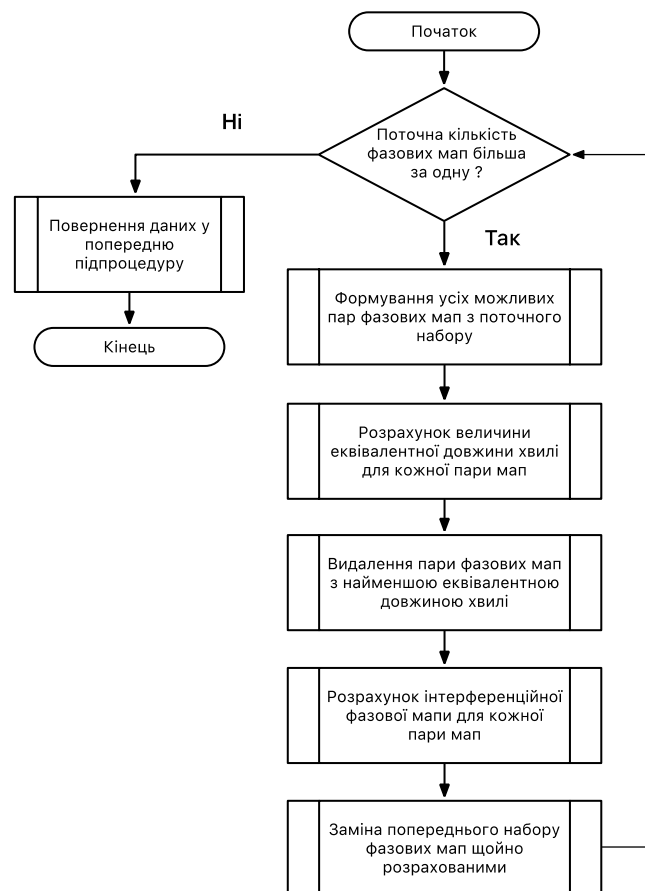 Початок
Поточна кількість
фазових мап більша
за одну ?
Ні
Повернення даних у
попередню
підпроцедуру
Кінець
Так
Формування усіх можливих
пар фазових мап з поточного
набору
Розрахунок величини
еквівалентної довжини хвилі
для кожної пари мап
Видалення пари фазових мап
з найменшою еквівалентною
довжиною хвилі
Розрахунок інтерференційної
фазової мапи для кожної
пари мап
Заміна попереднього набору
фазових мап щойно
розрахованими